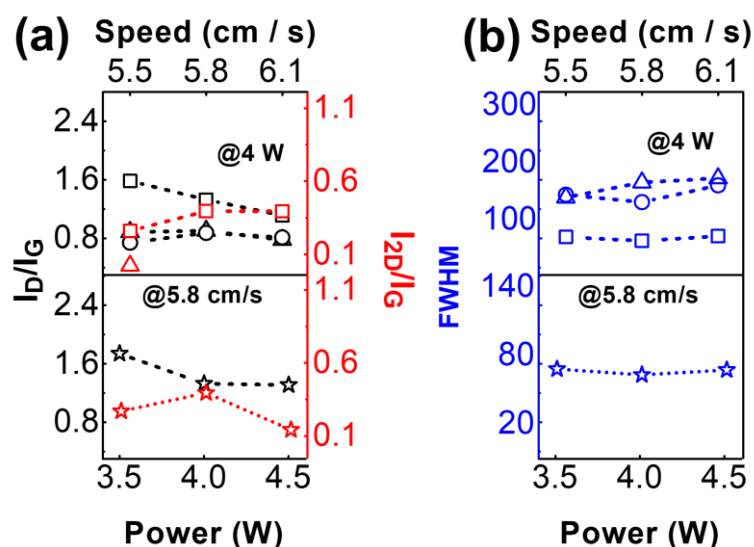 (a) Speed (cm / s)
5.5 5.8 6.1
2.4
1.6
0.8
@4 W
1.1
0.6
0.1
I_D/I_G
I_2D/I_G
2.4
1.6
0.8
@5.8 cm/s
1.1
0.6
0.1
3.5 4.0 4.5
Power (W)
(b) Speed (cm / s)
5.5 5.8 6.1
300
200
100
@4 W
FWHM
140
80
20
@5.8 cm/s
3.5 4.0 4.5
Power (W)